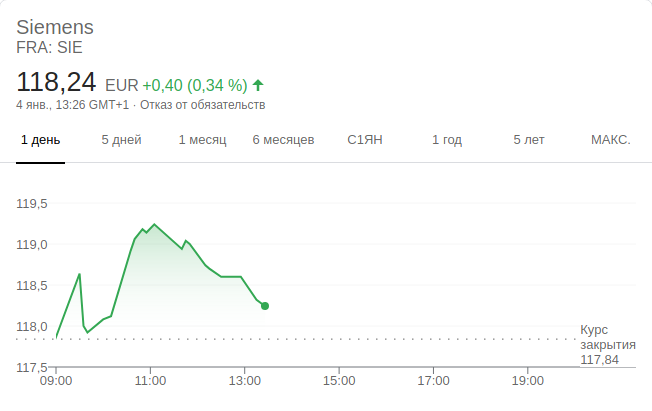 Siemens
FRA: SIE
118,24 EUR +0,40 (0,34 %)
4 янв., 13:26 GMT+1 · Отказ от обязательств
1 день 5 дней 1 месяц 6 месяцев С1ЯН 1 год 5 лет МАКС.
119,5
119,0
118,5
118,0
117,5
Курс
закрытия
117,84
09:00 11:00 13:00 15:00 17:00 19:00